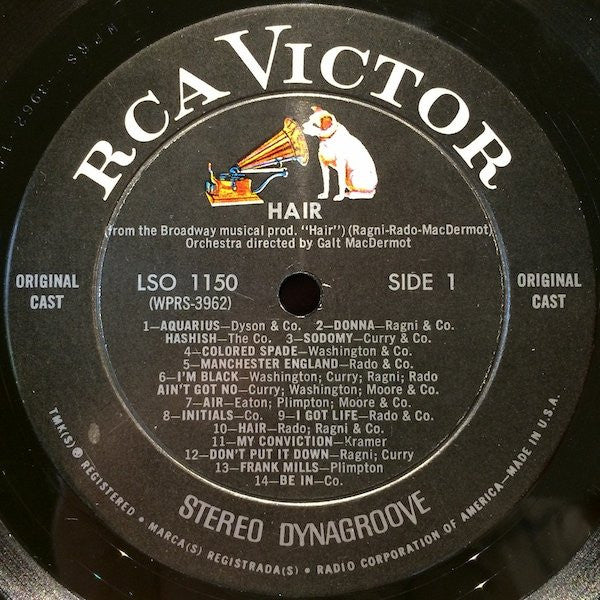 RCA VICTOR
HAIR
(from the Broadway musical prod. "Hair") (Ragni-Rado-MacDermot)
Orchestra directed by Galt MacDermot
ORIGINAL
CAST
LSO 1150
(WPRS-3962)
SIDE 1
ORIGINAL
CAST
1—AQUARIUS—Dyson & Co. 2—DONNA—Ragni & Co.
HASHISH—The Co. 3—SODOMY—Curry & Co.
4—COLORED SPADE—Washington & Co.
5—MANCHESTER ENGLAND—Rado & Co.
6—I'M BLACK—Washington; Curry; Ragni; Rado
AIN'T GOT NO—Curry; Washington; Moore & Co.
7—AIR—Eaton; Plimpton; Moore & Co.
8—INITIALS—Co. 9—I GOT LIFE—Rado & Co.
10—HAIR—Rado; Ragni & Co.
11—MY CONVICTION—Kramer
12—DON'T PUT IT DOWN—Ragni; Curry
13—FRANK MILLS—Plimpton
14—BE IN—Co.
STEREO DYNAGROOVE
TMK(S) ® REGISTERED • MARCA(S) REGISTRADA(S) • RADIO CORPORATION OF AMERICA—MADE IN U.S.A.